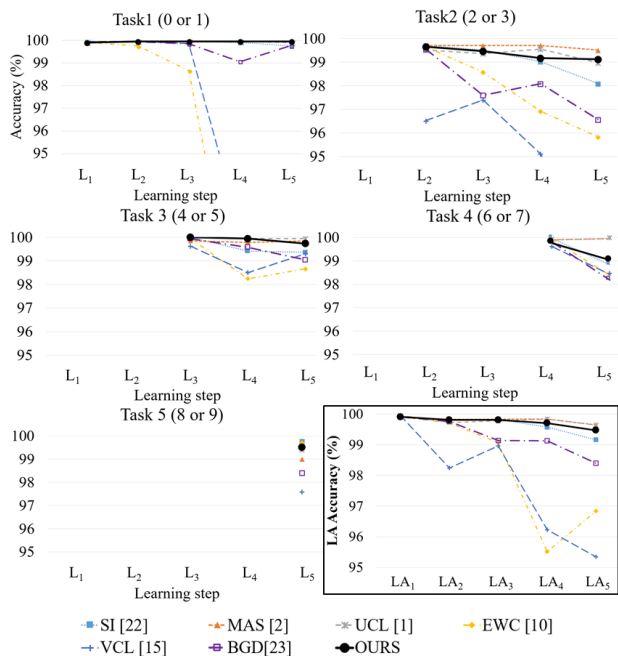 Task1 (0 or 1)
Task2 (2 or 3)
Accuracy (%)
100
99
98
97
96
95
L1 L2 L3 L4 L5
Learning step
100
99
98
97
96
95
L1 L2 L3 L4 L5
Learning step
Task 3 (4 or 5)
Task 4 (6 or 7)
100
99
98
97
96
95
L1 L2 L3 L4 L5
Learning step
100
99
98
97
96
95
L1 L2 L3 L4 L5
Learning step
Task 5 (8 or 9)
100
99
98
97
96
95
L1 L2 L3 L4 L5
LA Accuracy (%)
100
99
98
97
96
95
LA1 LA2 LA3 LA4 LA5
SI [22] MAS [2] UCL [1] EWC [10]
VCL [15] BGD[23] OURS